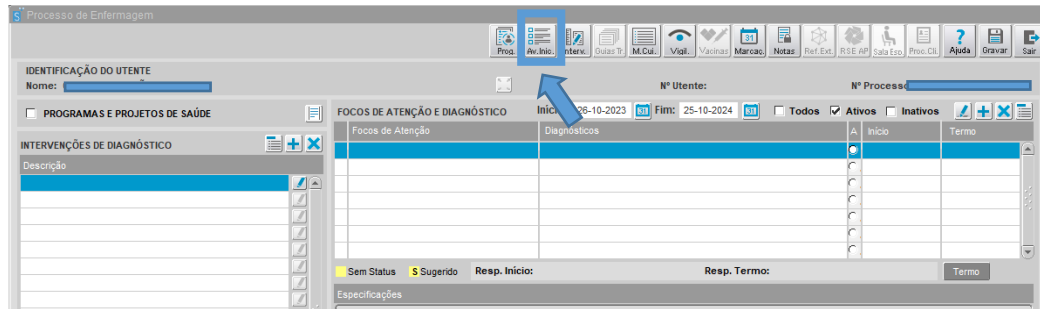 S Processo de Enfermagem
Prog. Av.Inic. Interv. Guias Tr. M.Cui. Vigil. Vacinas Marcac. Notas Ref.Ext. RSE AP Sala Esp. Proc.Cli. Ajuda Gravar Sair
IDENTIFICAÇÃO DO UTENTE
Nome: Nº Utente: Nº Processo
PROGRAMAS E PROJETOS DE SAÚDE
FOCOS DE ATENÇÃO E DIAGNÓSTICO 26-10-2023 31 Fim: 25-10-2024 31 Todos Ativos Inativos
Focos de Atenção Diagnósticos A Início Termo
INTERVENÇÕES DE DIAGNÓSTICO
Descrição
Sem Status S Sugerido Resp. Início: Resp. Termo: Termo
Especificações